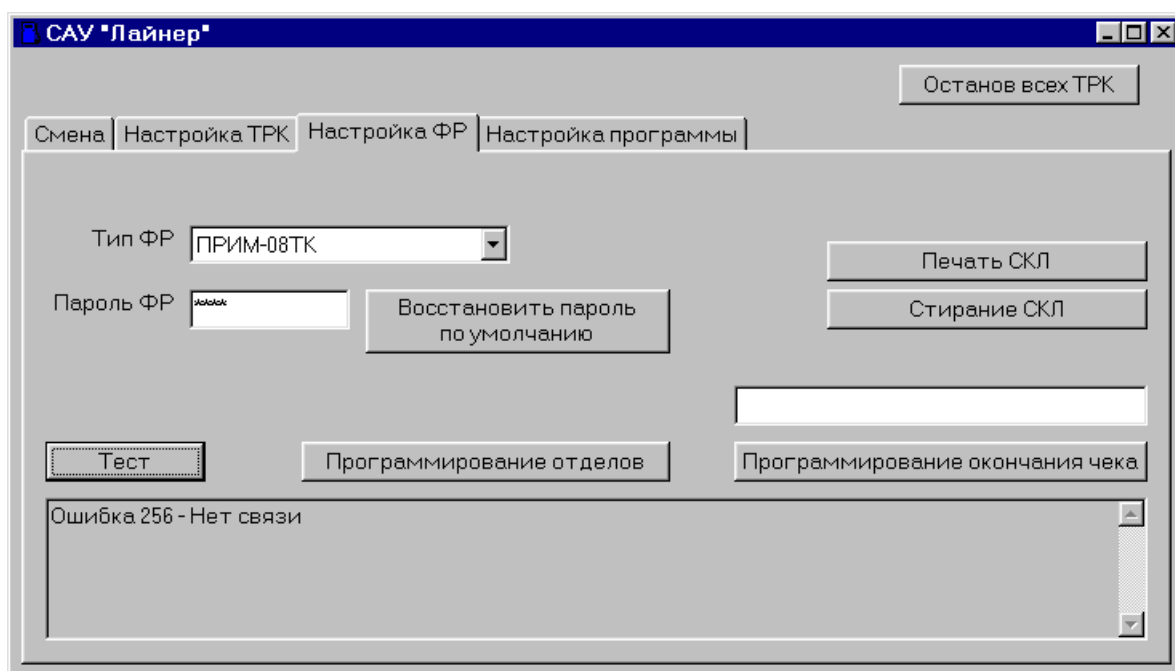 САУ "Лайнер"
Останов всех ТРК
Смена Настройка ТРК Настройка ФР Настройка программы
Тип ФР ПРИМ-08ТК
Печать СКЛ
Пароль ФР ****
Восстановить пароль
по умолчанию
Стирание СКЛ
Тест Программирование отделов Программирование окончания чека
Ошибка 256 - Нет связи